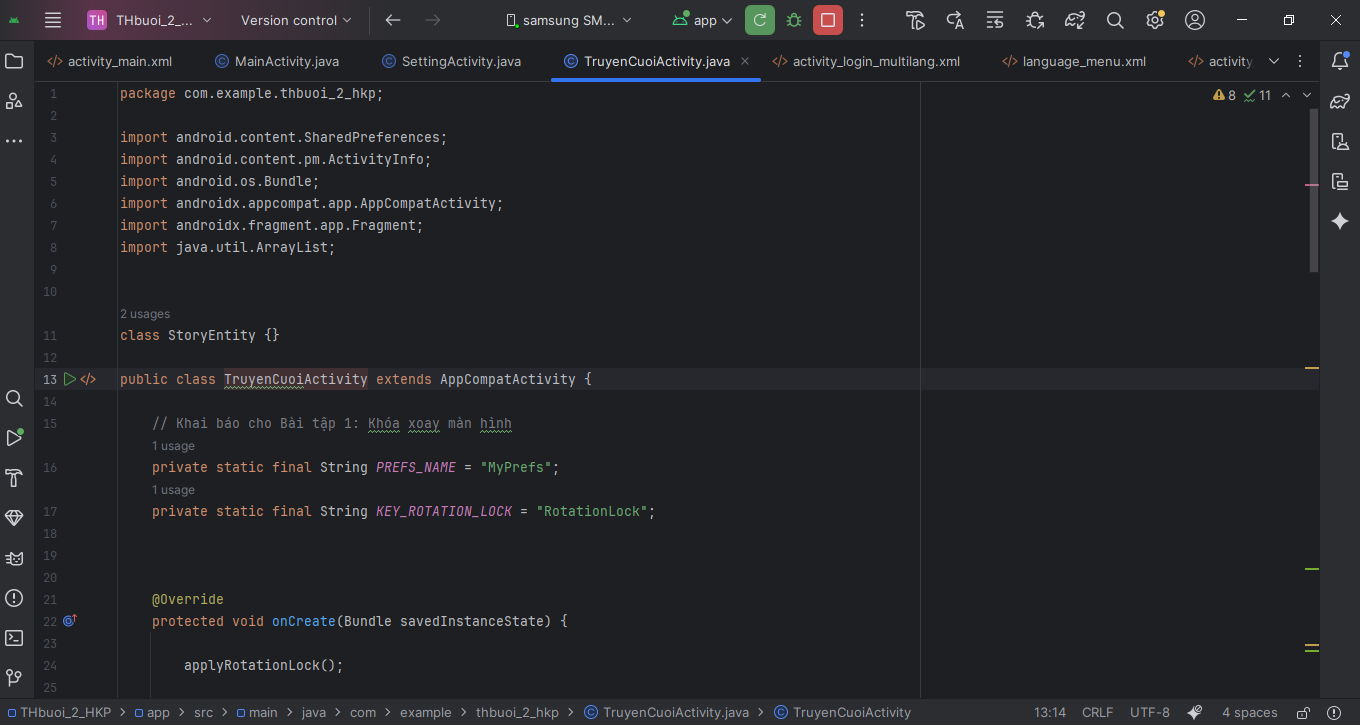 TH THbuoi_2_... Version control samsung SM... app
activity_main.xml MainActivity.java SettingActivity.java TruyenCuoiActivity.java activity_login_multilang.xml language_menu.xml activity
8 11
1 package com.example.thbuoi_2_hkp;
2
3 import android.content.SharedPreferences;
4 import android.content.pm.ActivityInfo;
5 import android.os.Bundle;
6 import androidx.appcompat.app.AppCompatActivity;
7 import androidx.fragment.app.Fragment;
8 import java.util.ArrayList;
9
10
2 usages
11 class StoryEntity {}
12
13 public class TruyenCuoiActivity extends AppCompatActivity {
14
15 // Khai báo cho Bài tập 1: Khóa xoay màn hình
1 usage
16 private static final String PREFS_NAME = "MyPrefs";
1 usage
17 private static final String KEY_ROTATION_LOCK = "RotationLock";
18
19
20
21 @Override
22 protected void onCreate(Bundle savedInstanceState) {
23
24 applyRotationLock();
25
THbuoi_2_HKP > app > src > main > java > com > example > thbuoi_2_hkp > TruyenCuoiActivity.java > TruyenCuoiActivity 13:14 CRLF UTF-8 4 spaces